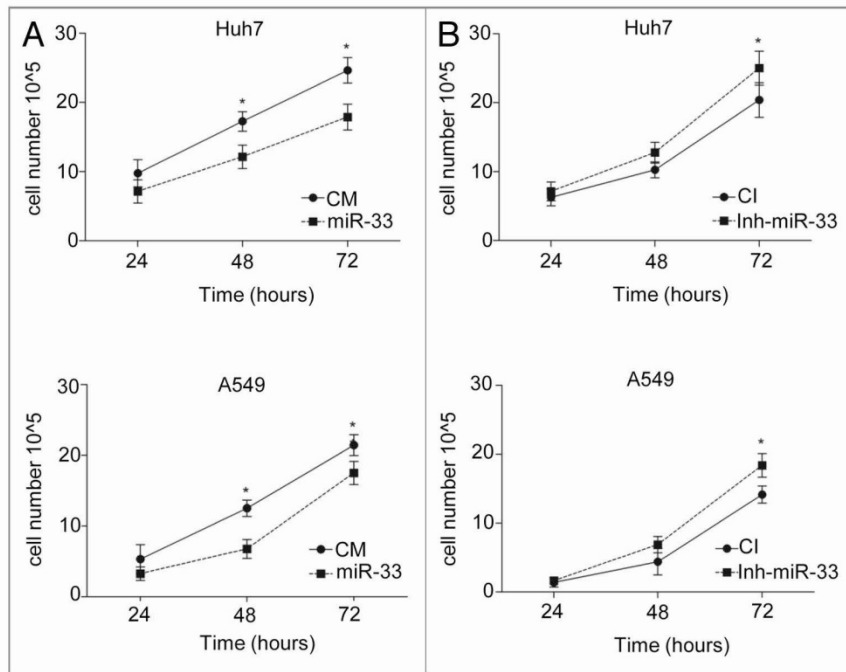 A
Huh7
cell number 10^5
30
20
10
0
*
*
CM
miR-33
24 48 72
Time (hours)
A549
cell number 10^5
30
20
10
0
*
*
CM
miR-33
24 48 72
Time (hours)
B
Huh7
cell number 10^5
30
20
10
0
*
CI
Inh-miR-33
24 48 72
Time (hours)
A549
cell number 10^5
30
20
10
0
*
CI
Inh-miR-33
24 48 72
Time (hours)